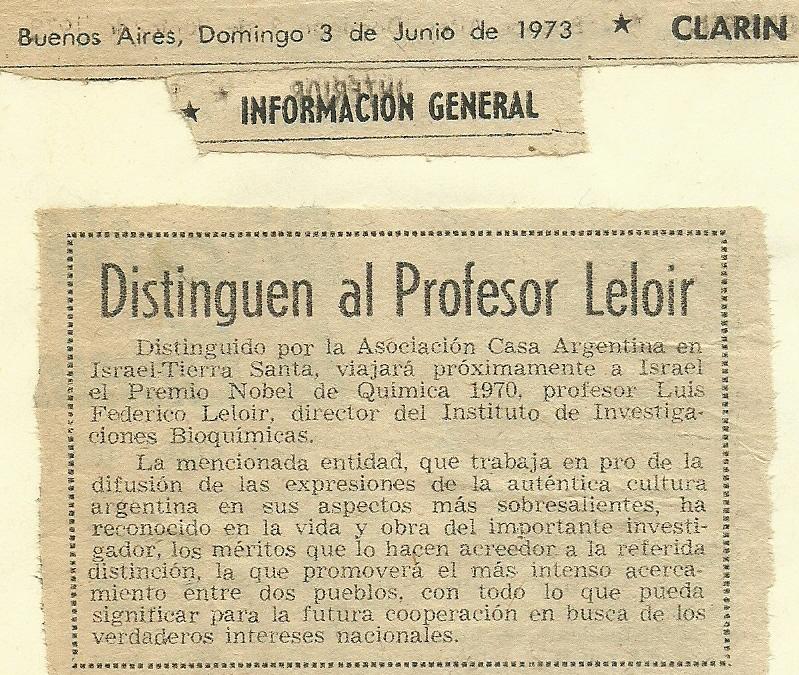 Buenos Aires, Domingo 3 de Junio de 1973 ★ CLARIN
★ INFORMACION GENERAL
Distinguen al Profesor Leloir
Distinguido por la Asociación Casa Argentina en
Israel-Tierra Santa, viajará próximamente a Israel
el Premio Nobel de Química 1970, profesor Luis
Federico Leloir, director del Instituto de Investiga-
ciones Bioquímicas.
La mencionada entidad, que trabaja en pro de la
difusión de las expresiones de la auténtica cultura
argentina en sus aspectos más sobresalientes, ha
reconocido en la vida y obra del importante investi-
gador, los méritos que lo hacen acreedor a la referida
distinción, la que promoverá el más intenso acerca-
miento entre dos pueblos, con todo lo que pueda
significar para la futura cooperación en busca de los
verdaderos intereses nacionales.